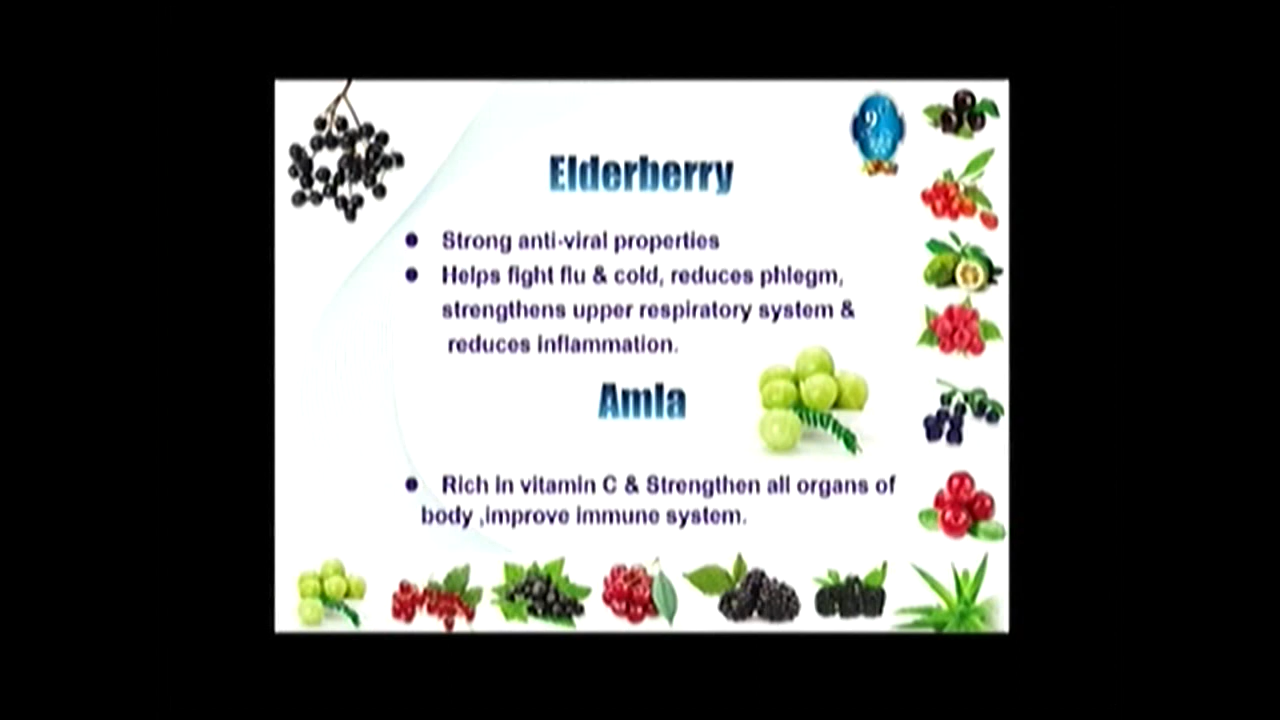 Elderberry
● Strong anti-viral properties
● Helps fight flu & cold, reduces phlegm,
strengthens upper respiratory system &
reduces inflammation.
Amla
● Rich in vitamin C & Strengthen all organs of
body ,improve immune system.